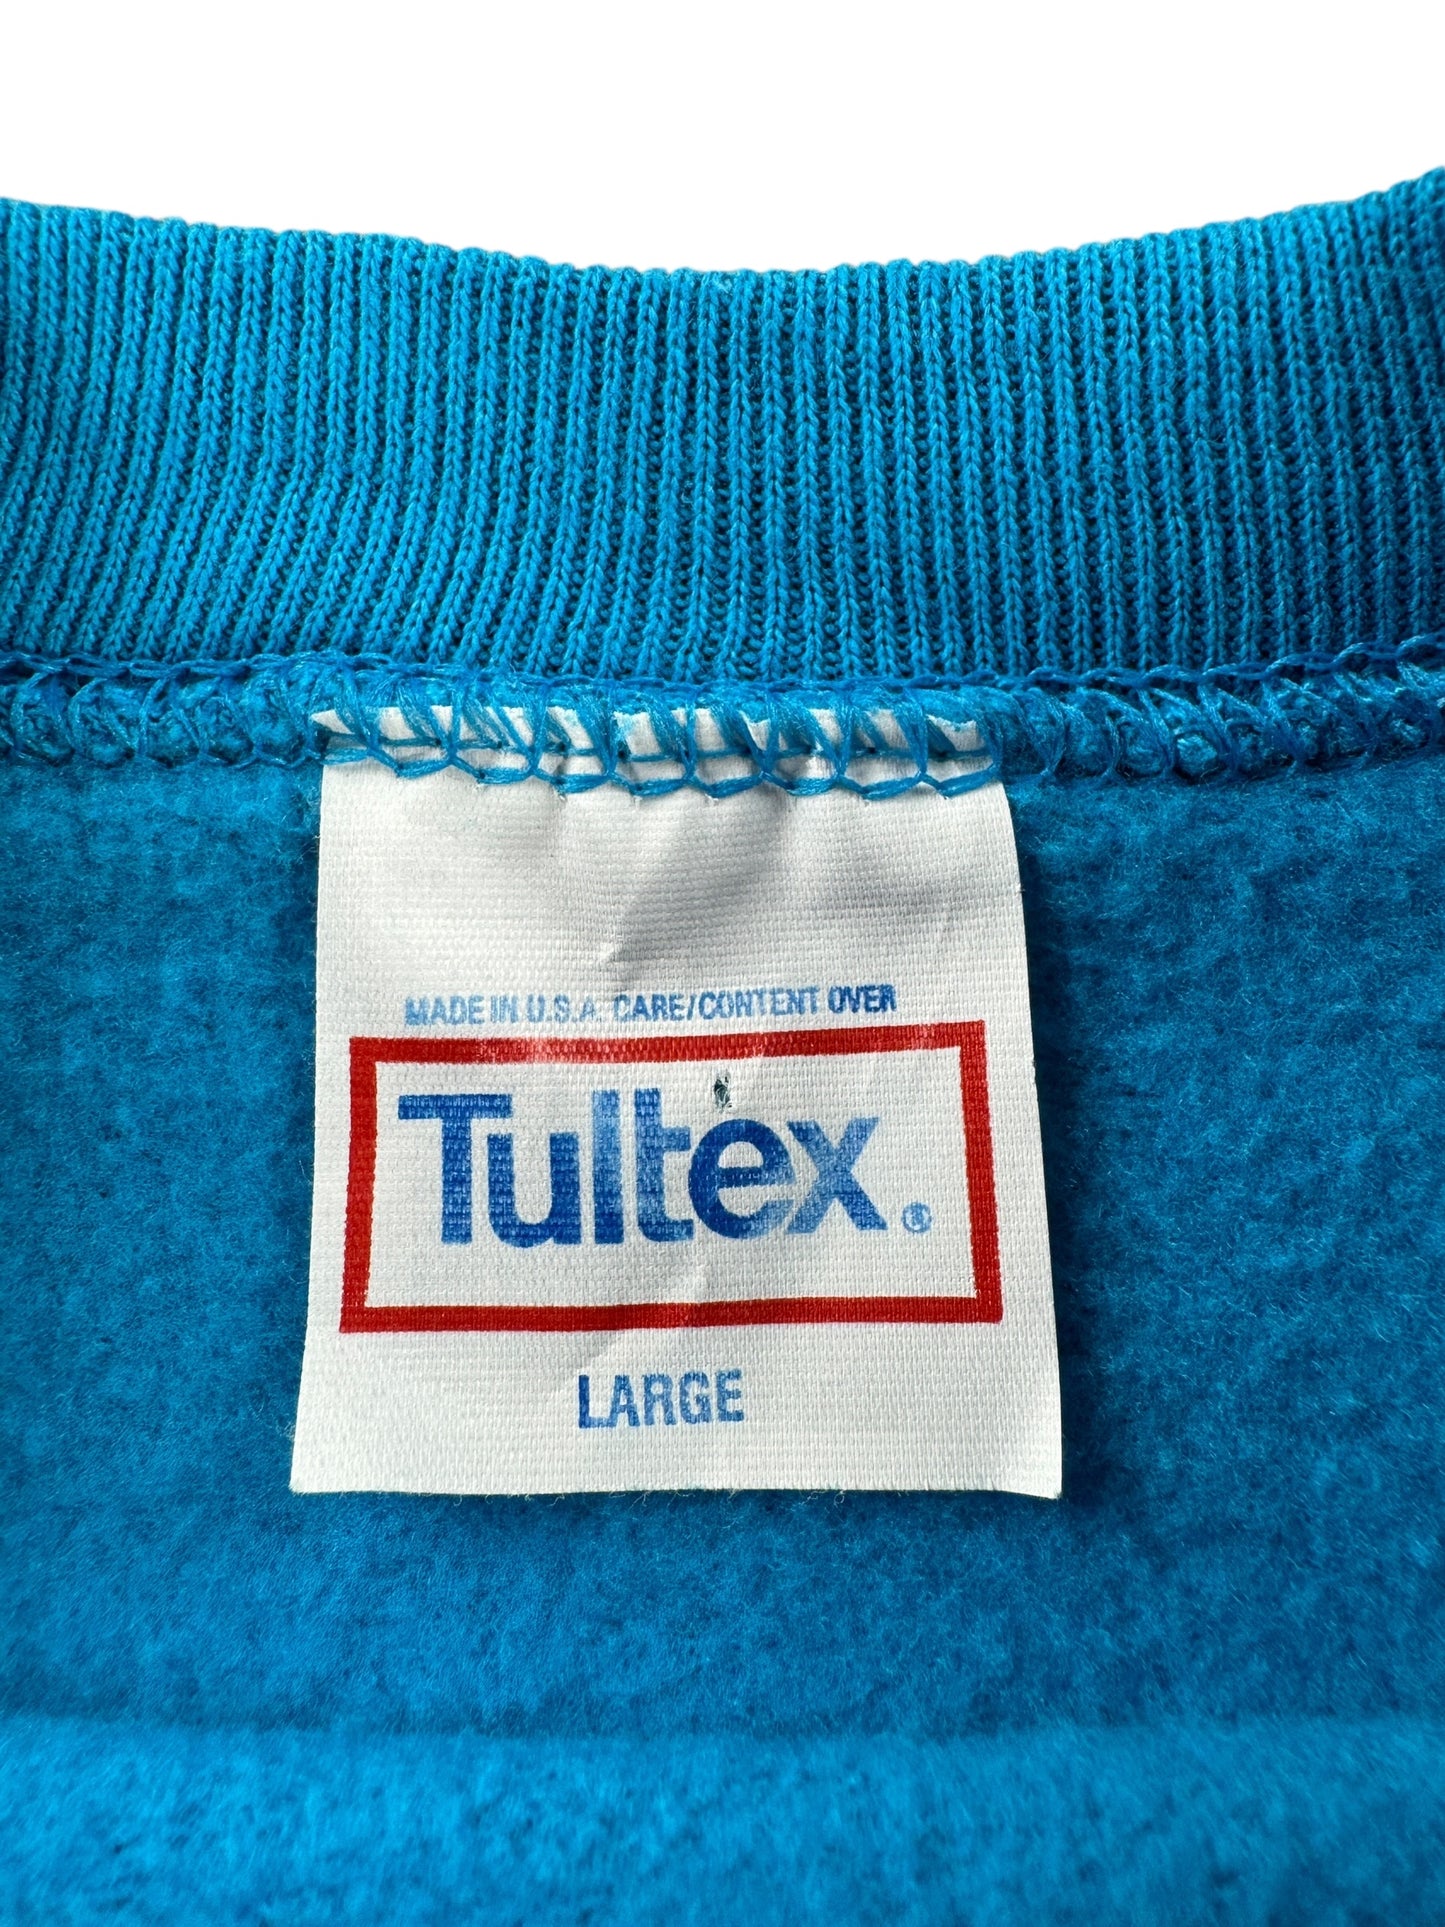 MADE IN U.S.A. CARE/CONTENT OVER
Tultex®
LARGE